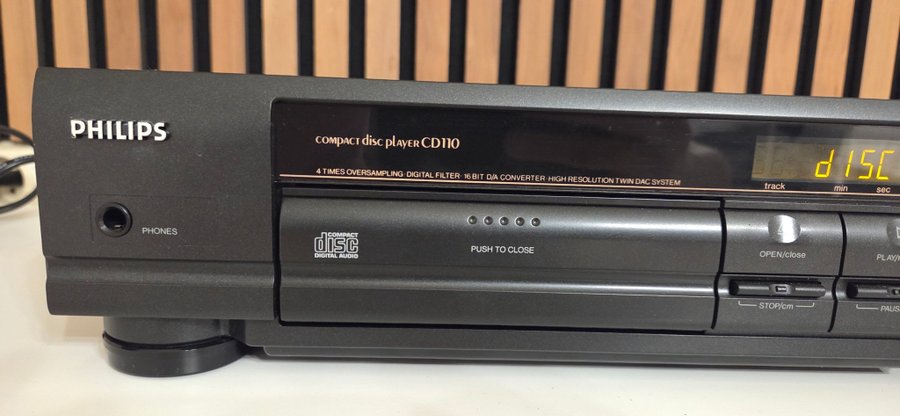 PHILIPS
COMPACT disc player CD110
4 TIMES OVERSAMPLING · DIGITAL FILTER · 16 BIT D/A CONVERTER · HIGH RESOLUTION TWIN DAC SYSTEM
dISC
track min sec
PHONES
COMPACT
disc
DIGITAL AUDIO
PUSH TO CLOSE
OPEN/close
STOP/cm